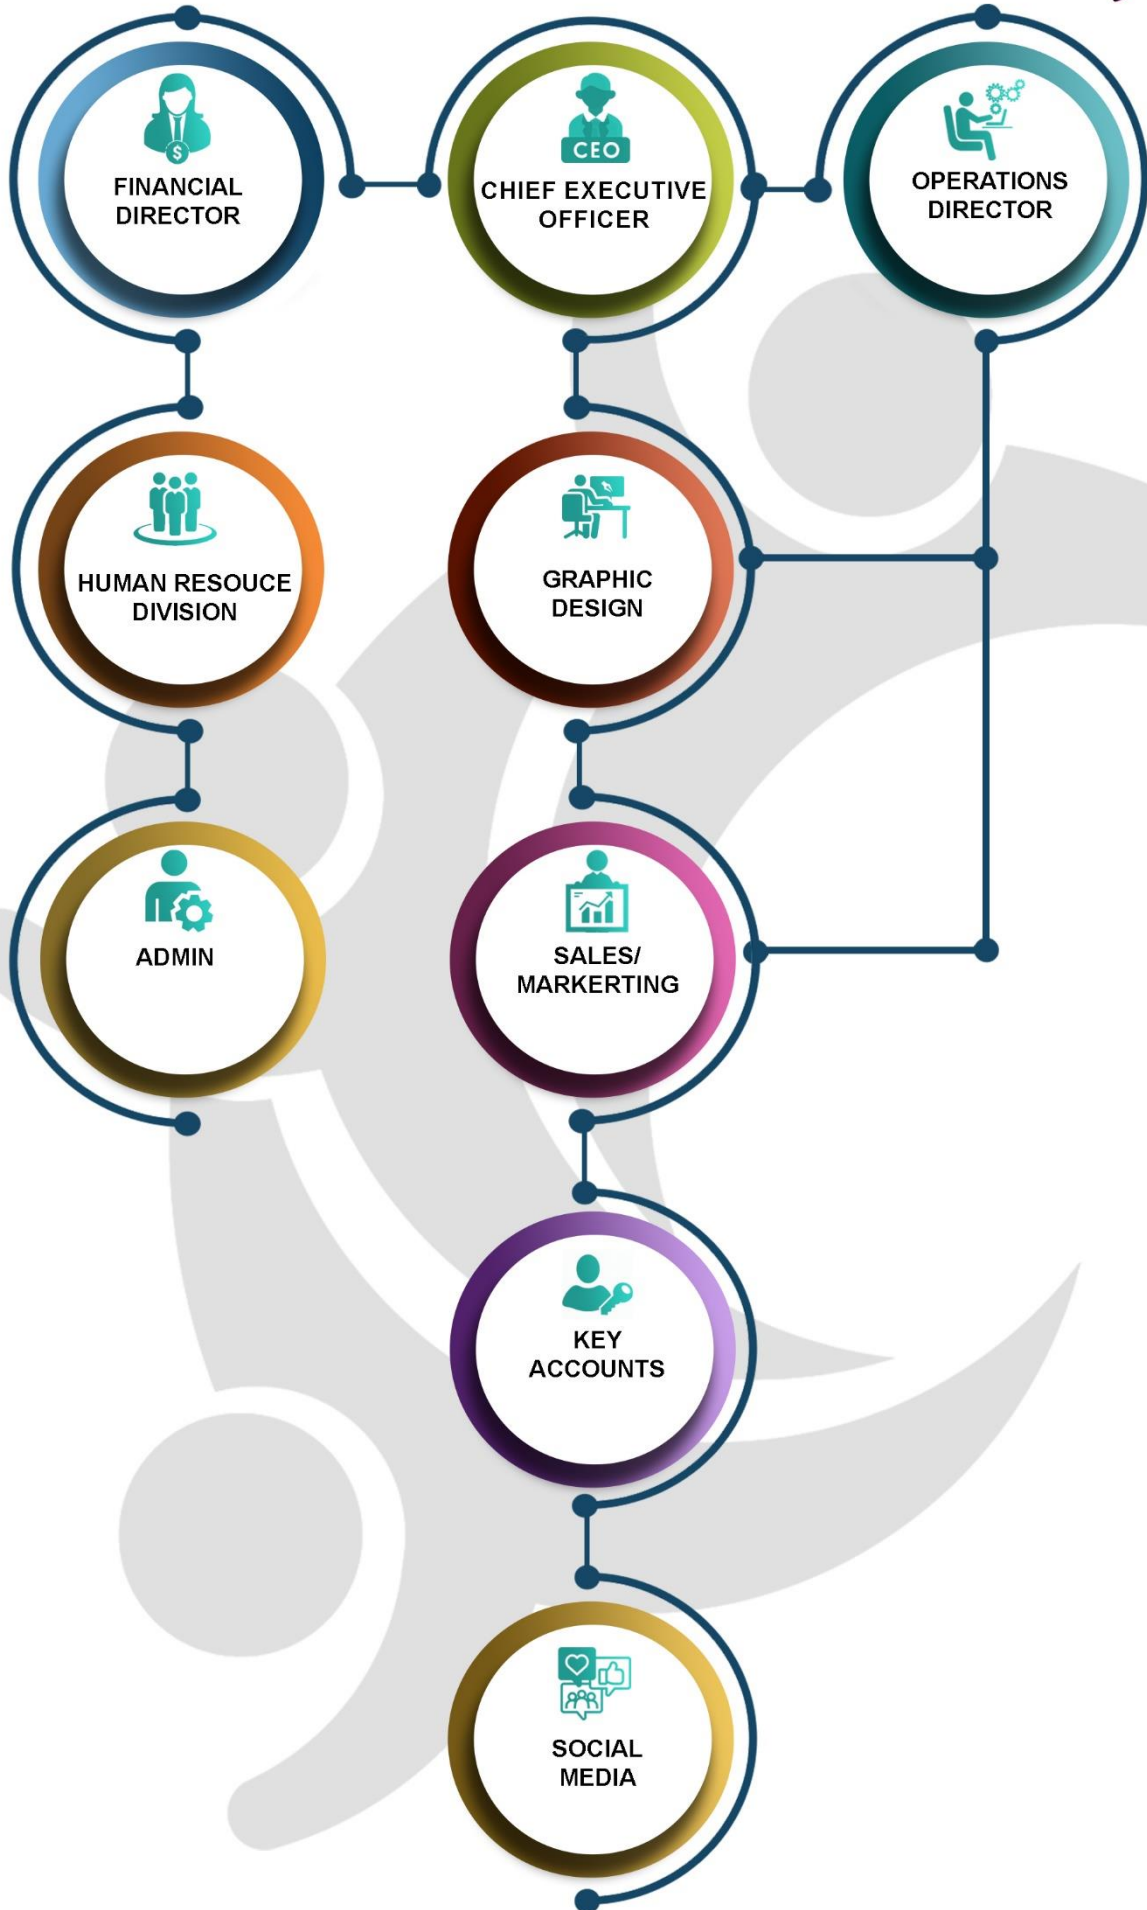 FINANCIAL
DIRECTOR
CEO
CHIEF EXECUTIVE
OFFICER
OPERATIONS
DIRECTOR
HUMAN RESOUCE
DIVISION
GRAPHIC
DESIGN
ADMIN
SALES/
MARKERTING
KEY
ACCOUNTS
SOCIAL
MEDIA